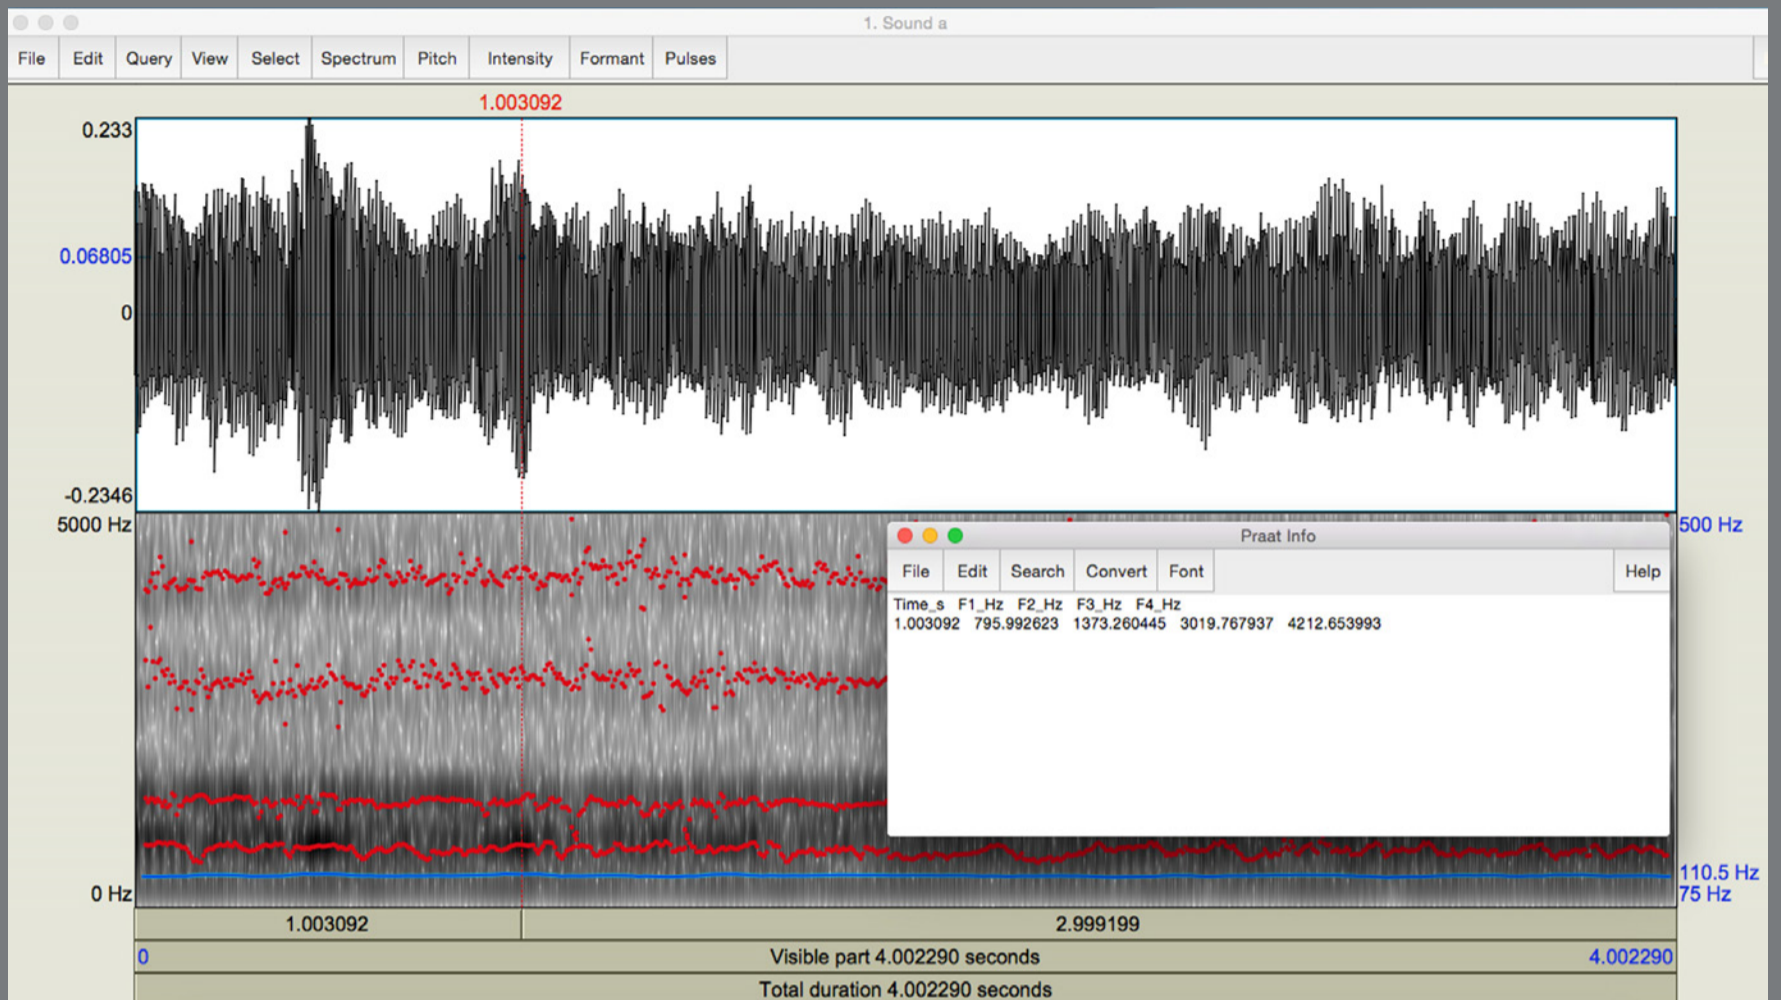 1. Sound a
File Edit Query View Select Spectrum Pitch Intensity Formant Pulses
1.003092
0.233
0.06805
0
-0.2346
5000 Hz
500 Hz
Praat Info
File Edit Search Convert Font Help
Time_s F1_Hz F2_Hz F3_Hz F4_Hz
1.003092 795.992623 1373.260445 3019.767937 4212.653993
110.5 Hz
0 Hz
75 Hz
1.003092 2.999199
0 Visible part 4.002290 seconds 4.002290
Total duration 4.002290 seconds